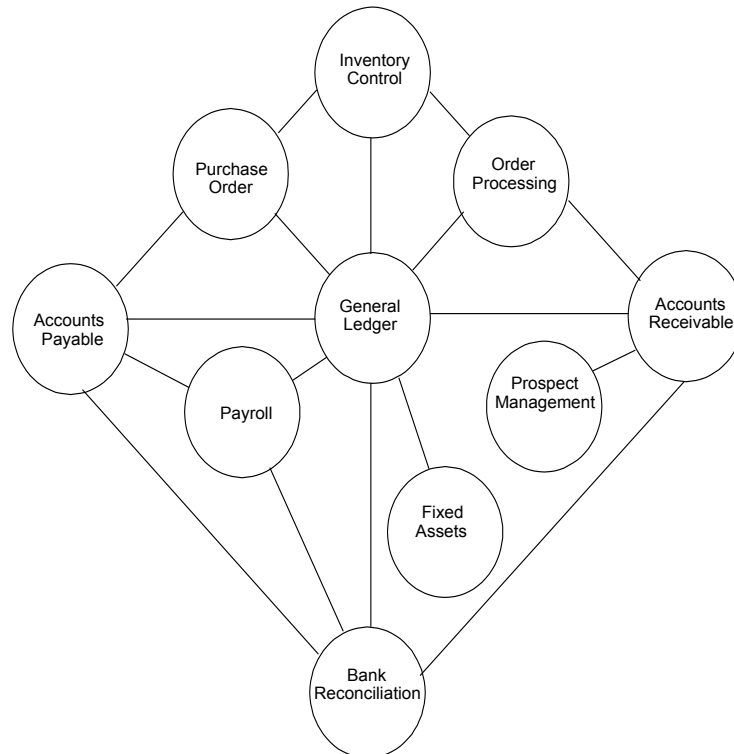 Inventory
Control
Purchase
Order
Order
Processing
General
Ledger
Accounts
Payable
Accounts
Receivable
Payroll
Prospect
Management
Fixed
Assets
Bank
Reconciliation